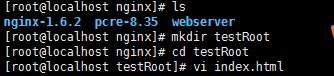 [root@localhost nginx]# ls
nginx-1.6.2 pcre-8.35 webserver
[root@localhost nginx]# mkdir testRoot
[root@localhost nginx]# cd testRoot
[root@localhost testRoot]# vi index.html